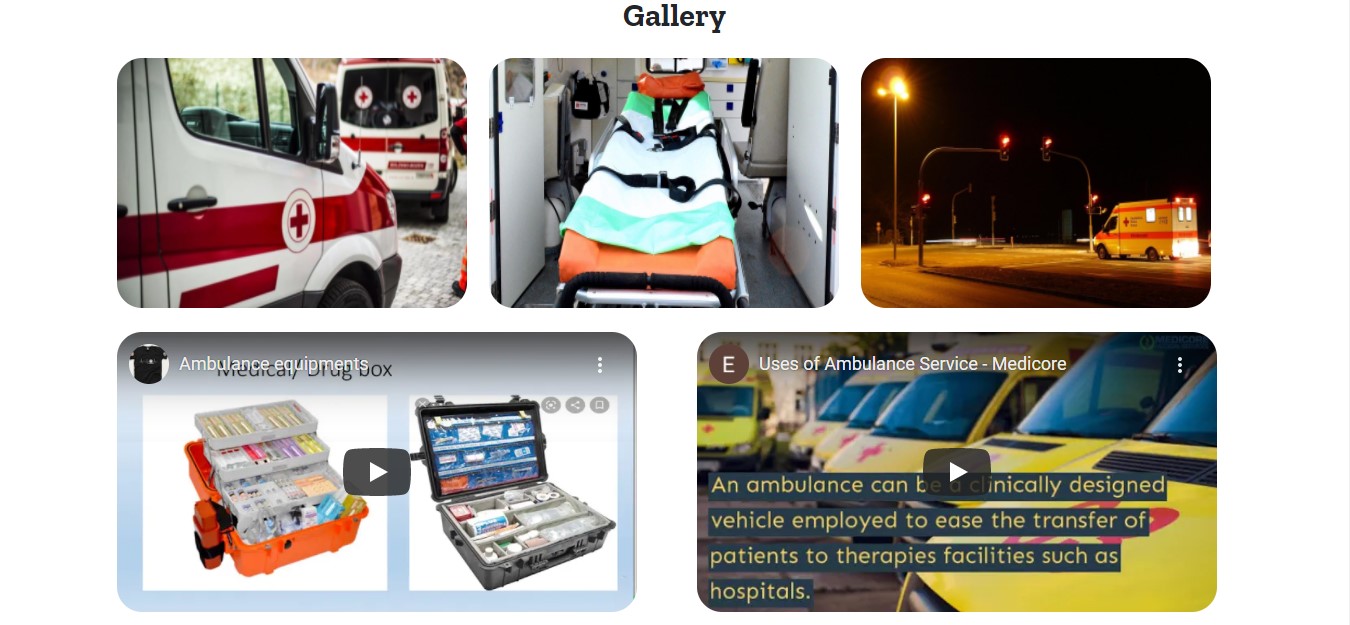 Gallery
Ambulance equipments
Medical/ Drug box
E
Uses of Ambulance Service - Medicore
MEDICORE
An ambulance can be a clinically designed
vehicle employed to ease the transfer of
patients to therapies facilities such as
hospitals.